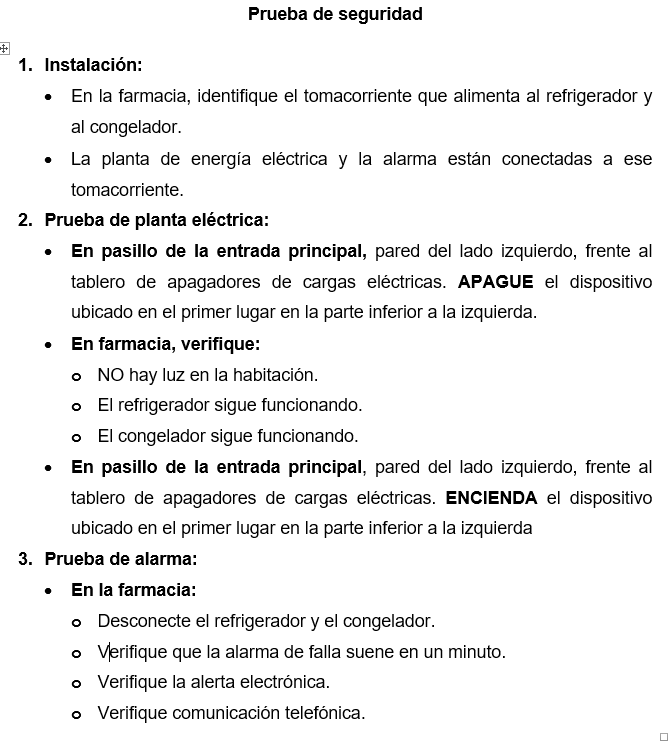 Prueba de seguridad
1. Instalación:
• En la farmacia, identifique el tomacorriente que alimenta al refrigerador y
al congelador.
• La planta de energía eléctrica y la alarma están conectadas a ese
tomacorriente.
2. Prueba de planta eléctrica:
• En pasillo de la entrada principal, pared del lado izquierdo, frente al
tablero de apagadores de cargas eléctricas. APAGUE el dispositivo
ubicado en el primer lugar en la parte inferior a la izquierda.
• En farmacia, verifique:
o NO hay luz en la habitación.
o El refrigerador sigue funcionando.
o El congelador sigue funcionando.
• En pasillo de la entrada principal, pared del lado izquierdo, frente al
tablero de apagadores de cargas eléctricas. ENCIENDA el dispositivo
ubicado en el primer lugar en la parte inferior a la izquierda
3. Prueba de alarma:
• En la farmacia:
o Desconecte el refrigerador y el congelador.
o Verifique que la alarma de falla suene en un minuto.
o Verifique la alerta electrónica.
o Verifique comunicación telefónica.